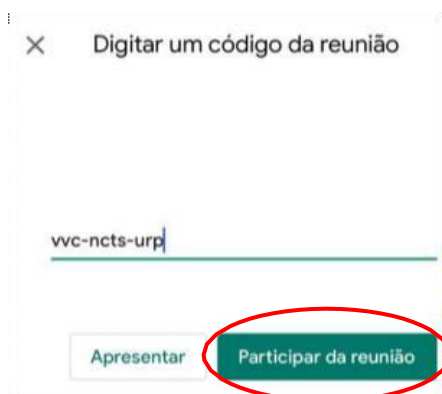 Digitar um código da reunião
vvc-ncts-urp
Apresentar
Participar da reunião